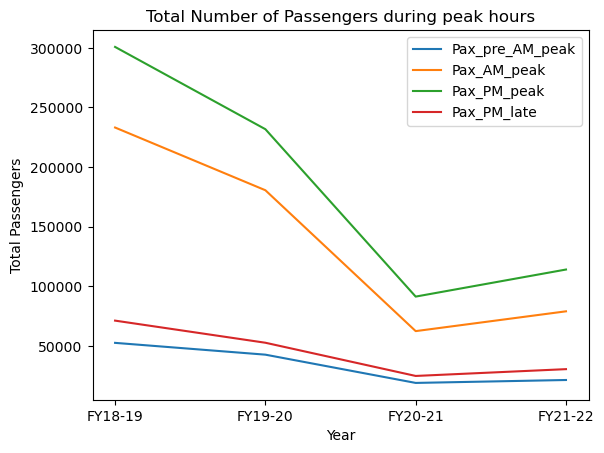 Total Number of Passengers during peak hours
Pax_pre_AM_peak
Pax_AM_peak
Pax_PM_peak
Pax_PM_late
300000
250000
200000
150000
100000
50000
Total Passengers
FY18-19 FY19-20 FY20-21 FY21-22
Year